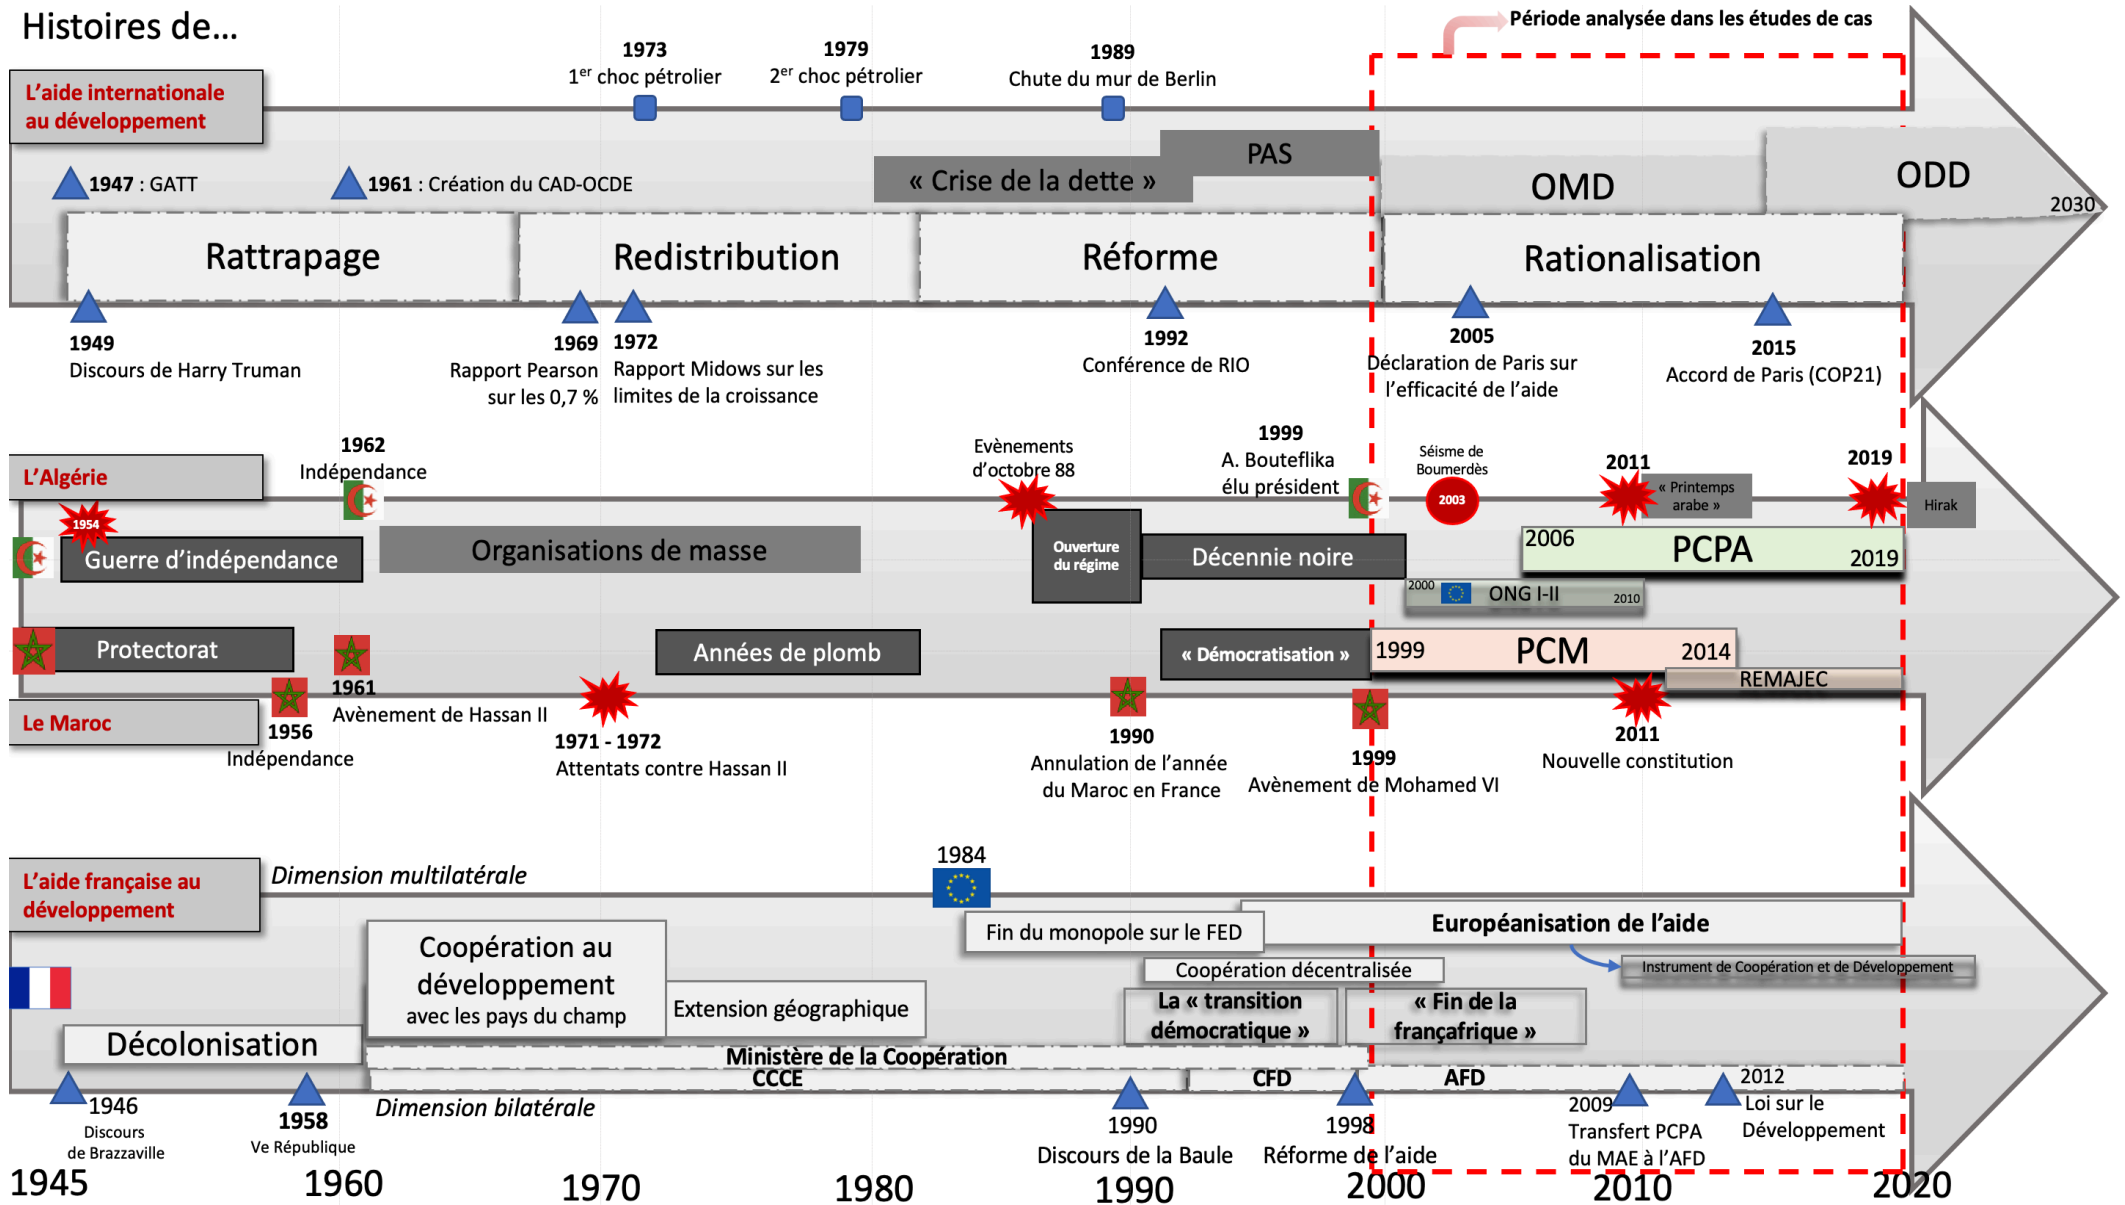 Histoires de...
Période analysée dans les études de cas
L'aide internationale
au développement
1973
1er choc pétrolier
1979
2er choc pétrolier
1989
Chute du mur de Berlin
1947 : GATT
1961 : Création du CAD-OCDE
« Crise de la dette »
PAS
OMD
ODD
2030
Rattrapage
Redistribution
Réforme
Rationalisation
1949
Discours de Harry Truman
1969
Rapport Pearson
sur les 0,7 %
1972
Rapport Midows sur les
limites de la croissance
1992
Conférence de RIO
2005
Déclaration de Paris sur
l'efficacité de l'aide
2015
Accord de Paris (COP21)
L'Algérie
1954
Guerre d'indépendance
1962
Indépendance
Organisations de masse
Evènements
d'octobre 88
Ouverture
du régime
Décennie noire
1999
A. Bouteflika
élu président
Séisme de
Boumerdès
2003
2011
« Printemps
arabe »
2019
Hirak
2006
PCPA
2019
2000
ONG I-II
2010
Protectorat
Années de plomb
« Démocratisation »
1999
PCM
2014
REMAJEC
Le Maroc
1956
Indépendance
1961
Avènement de Hassan II
1971 - 1972
Attentats contre Hassan II
1990
Annulation de l'année
du Maroc en France
1999
Avènement de Mohamed VI
2011
Nouvelle constitution
L'aide française au
développement
Dimension multilatérale
1984
Fin du monopole sur le FED
Européanisation de l'aide
Coopération décentralisée
Instrument de Coopération et de Développement
Coopération au
développement
avec les pays du champ
Extension géographique
La « transition
démocratique »
« Fin de la
françafrique »
Décolonisation
Ministère de la Coopération
CCCE
CFD
AFD
Dimension bilatérale
1946
Discours
de Brazzaville
1958
Ve République
1990
Discours de la Baule
1998
Réforme de l'aide
2009
Transfert PCPA
du MAE à l'AFD
2012
Loi sur le
Développement
1945
1960
1970
1980
1990
2000
2010
2020